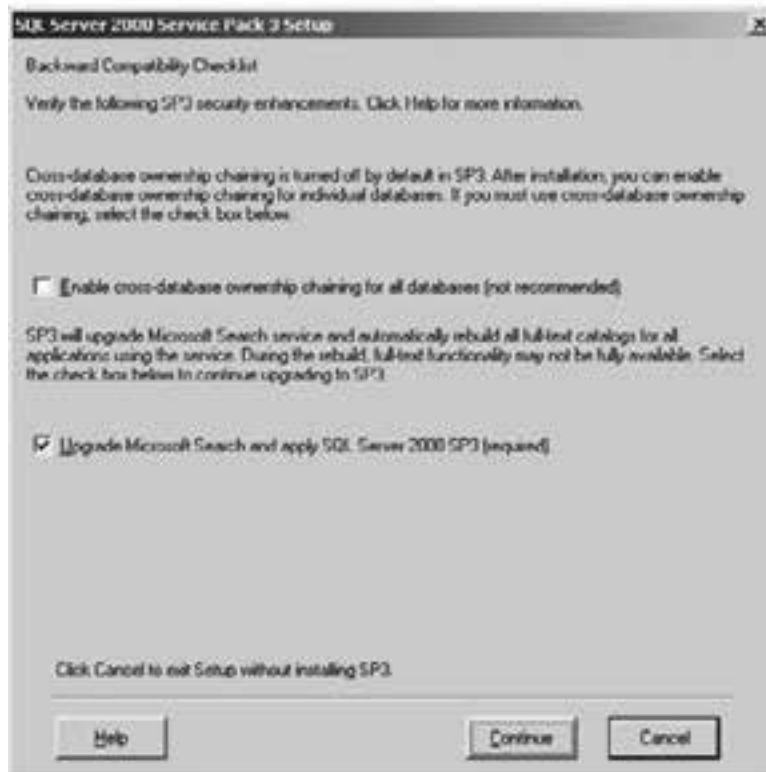 SQL Server 2000 Service Pack 3 Setup
Backward Compatibility Checklist
Verify the following SP3 security enhancements. Click Help for more information.
Cross-database ownership chaining is turned off by default in SP3. After installation, you can enable
cross-database ownership chaining for individual databases. If you must use cross-database ownership
chaining, select the check box below.
Enable cross-database ownership chaining for all databases (not recommended)
SP3 will upgrade Microsoft Search service and automatically rebuild all full-text catalogs for all
applications using the service. During the rebuild, full-text functionality may not be fully available. Select
the check box below to continue upgrading to SP3.
Upgrade Microsoft Search and apply SQL Server 2000 SP3 (required)
Click Cancel to exit Setup without installing SP3.
Help
Continue
Cancel